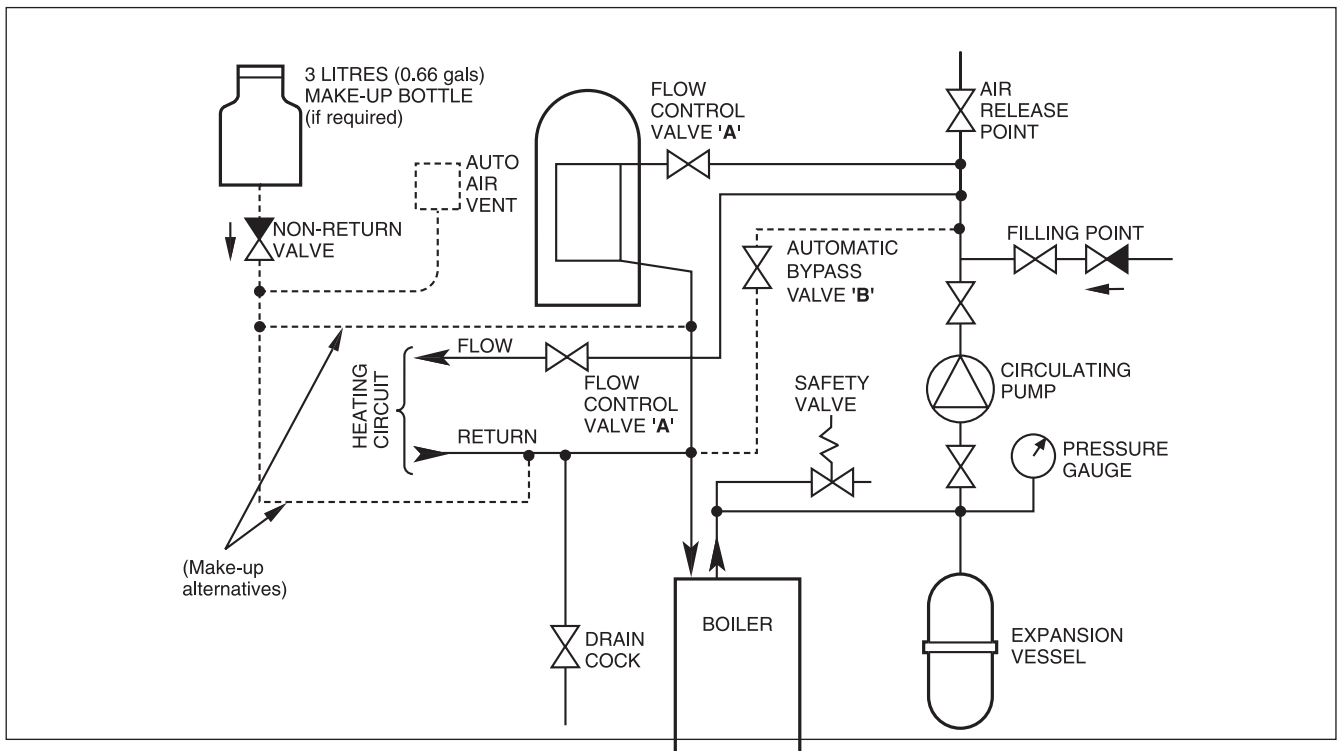 3 LITRES (0.66 gals)
MAKE-UP BOTTLE
(if required)
AUTO
AIR
VENT
NON-RETURN
VALVE
FLOW
CONTROL
VALVE 'A'
AIR
RELEASE
POINT
FILLING POINT
AUTOMATIC
BYPASS
VALVE 'B'
FLOW
HEATING
CIRCUIT
FLOW
CONTROL
VALVE 'A'
RETURN
SAFETY
VALVE
CIRCULATING
PUMP
PRESSURE
GAUGE
(Make-up
alternatives)
DRAIN
COCK
BOILER
EXPANSION
VESSEL